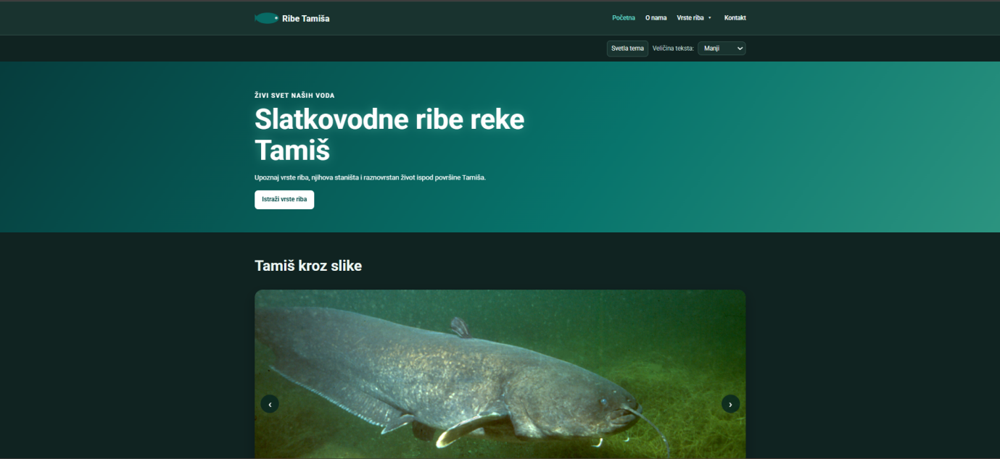 Ribe Tamiša
Početna O nama Vrste riba Kontakt
Svetla tema Veličina teksta: Manji
ŽIVI SVET NAŠIH VODA
Slatkovodne ribe reke
Tamiš
Upoznaj vrste riba, njihova staništa i raznovrstan život ispod površine Tamiša.
Istraži vrste riba
Tamiš kroz slike